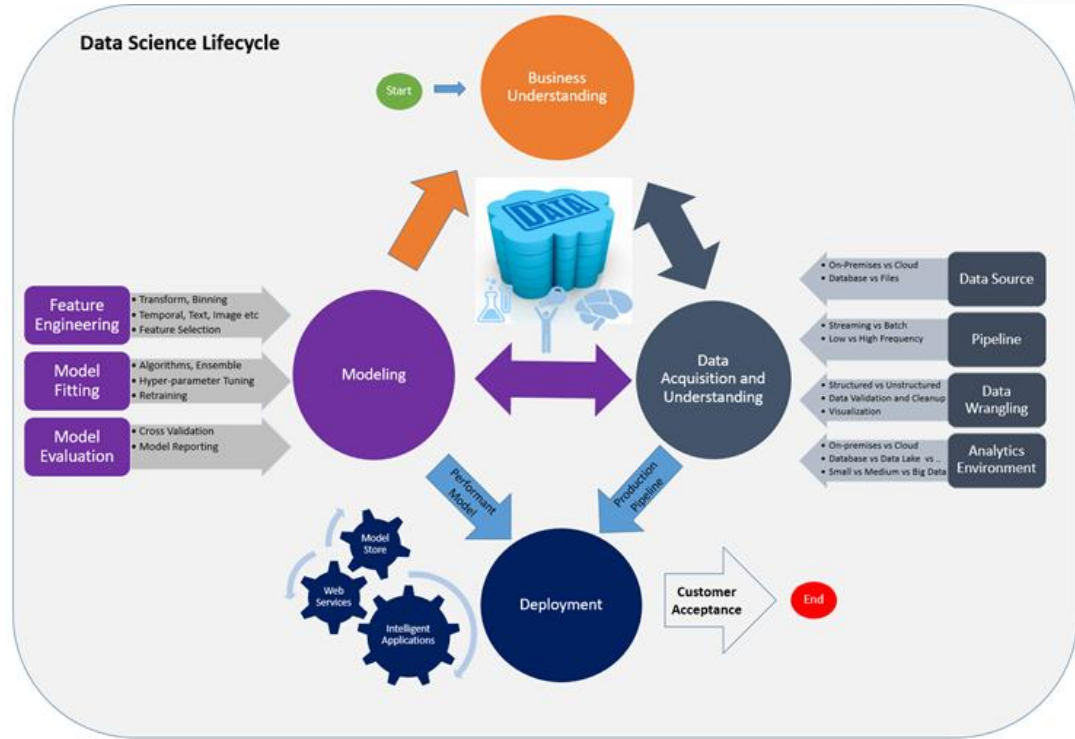 Data Science Lifecycle
Start
Business
Understanding
DATA
Feature
Engineering
• Transform, Binning
• Temporal, Text, Image etc
• Feature Selection
Model
Fitting
• Algorithms, Ensemble
• Hyper-parameter Tuning
• Retraining
Model
Evaluation
• Cross Validation
• Model Reporting
Modeling
Data
Acquisition and
Understanding
• On-Premises vs Cloud
• Database vs Files
Data Source
• Streaming vs Batch
• Low vs High Frequency
Pipeline
• Structured vs Unstructured
• Data Validation and Cleanup
• Visualization
Data
Wrangling
• On-premises vs Cloud
• Database vs Data Lake vs ..
• Small vs Medium vs Big Data
Analytics
Environment
Performant
Model
Production
Pipeline
Model
Store
Web
Services
Intelligent
Applications
Deployment
Customer
Acceptance
End